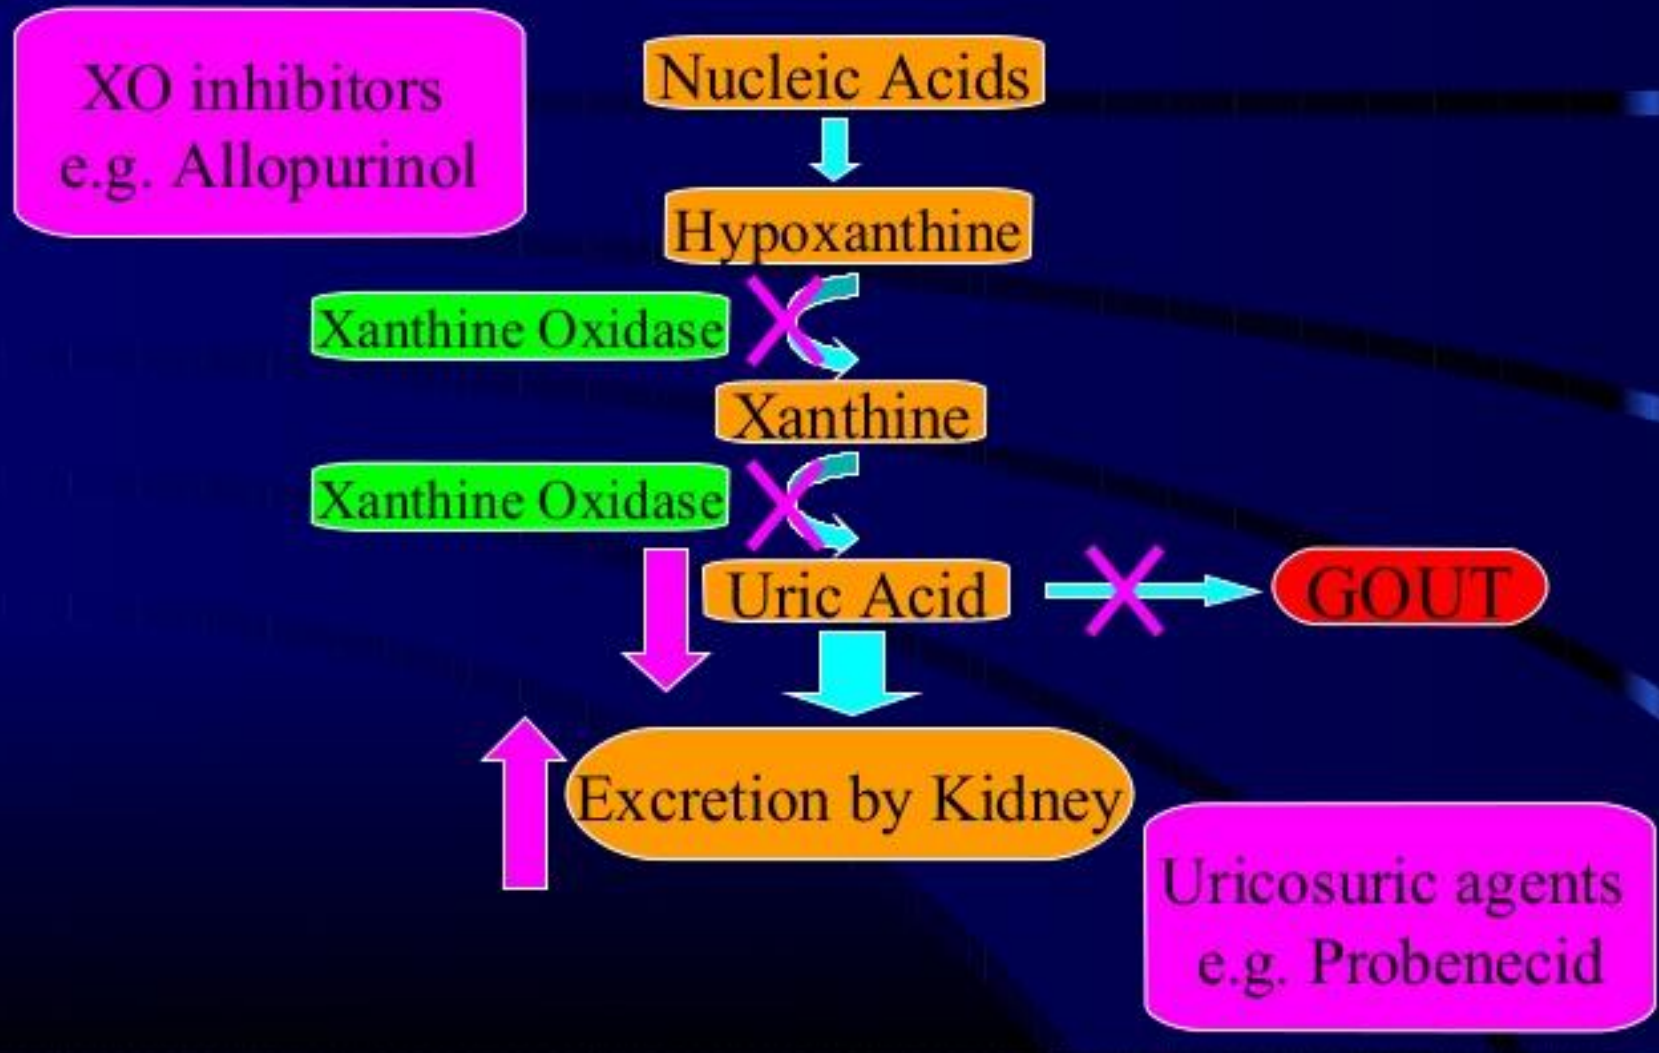 XO inhibitors
e.g. Allopurinol
Nucleic Acids
Hypoxanthine
Xanthine Oxidase
Xanthine
Xanthine Oxidase
Uric Acid
GOUT
Excretion by Kidney
Uricosuric agents
e.g. Probenecid